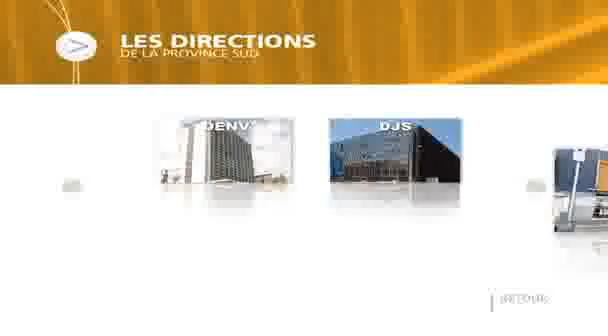 LES DIRECTIONS
DE LA PROVINCE SUD
DENV
DJS
RETOUR